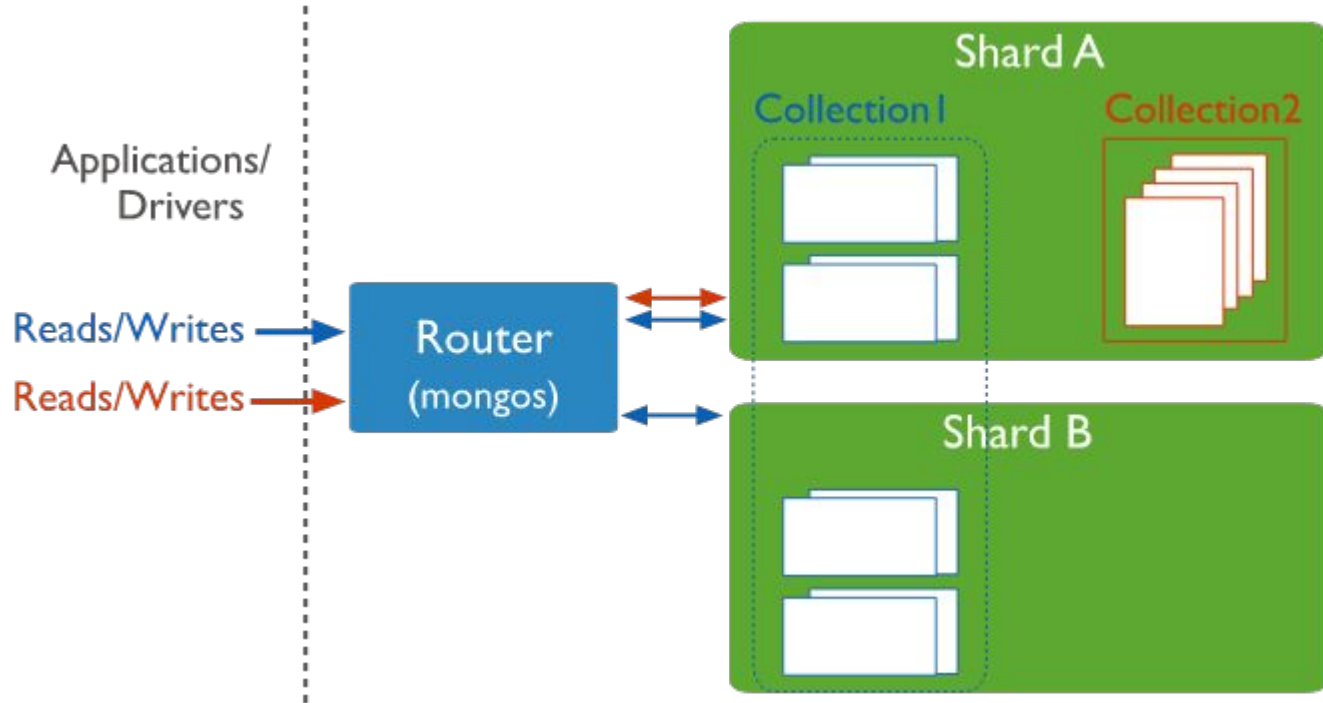 Applications/
Drivers
Reads/Writes
Reads/Writes
Router
(mongos)
Shard A
Collection1
Collection2
Shard B